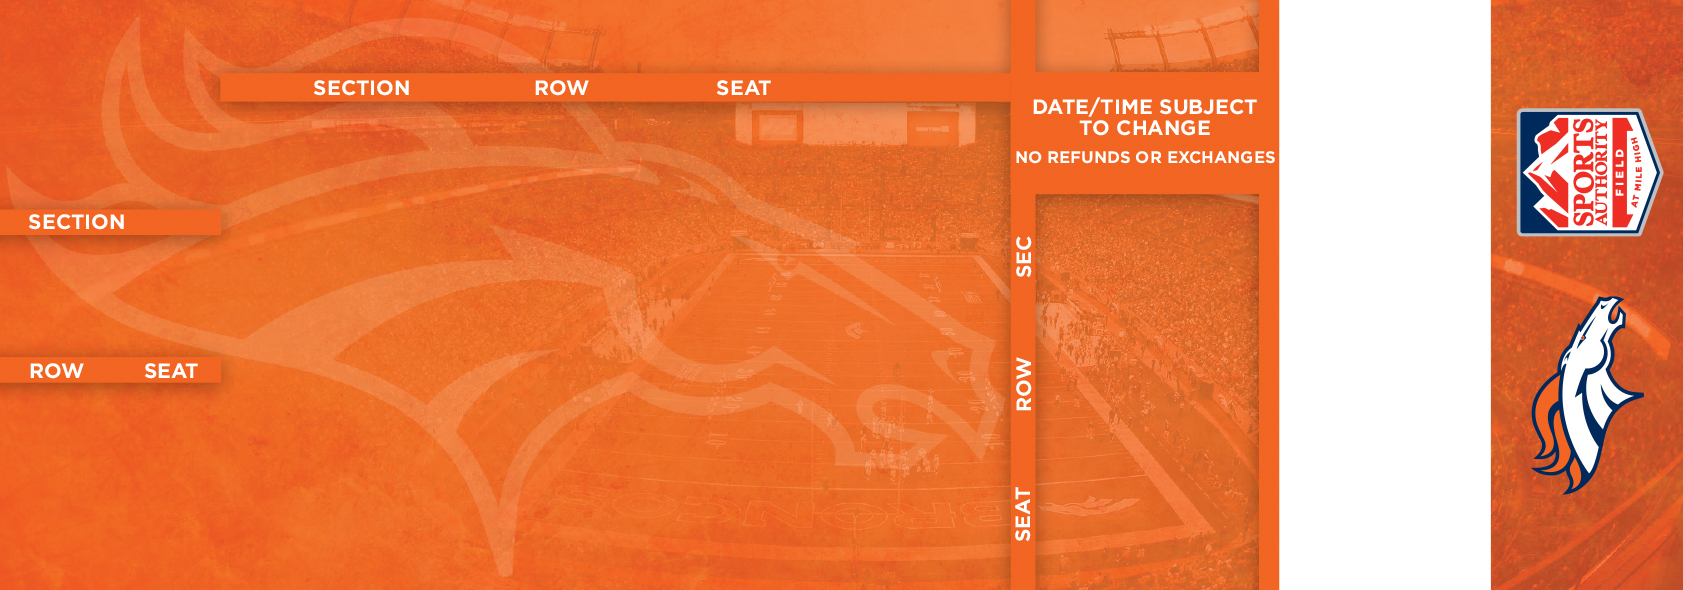 SECTION ROW SEAT
DATE/TIME SUBJECT
TO CHANGE
NO REFUNDS OR EXCHANGES
SECTION
ROW SEAT
SEC
ROW
SEAT
BRONCOS
SPORTS
AUTHORITY
FIELD
AT MILE HIGH